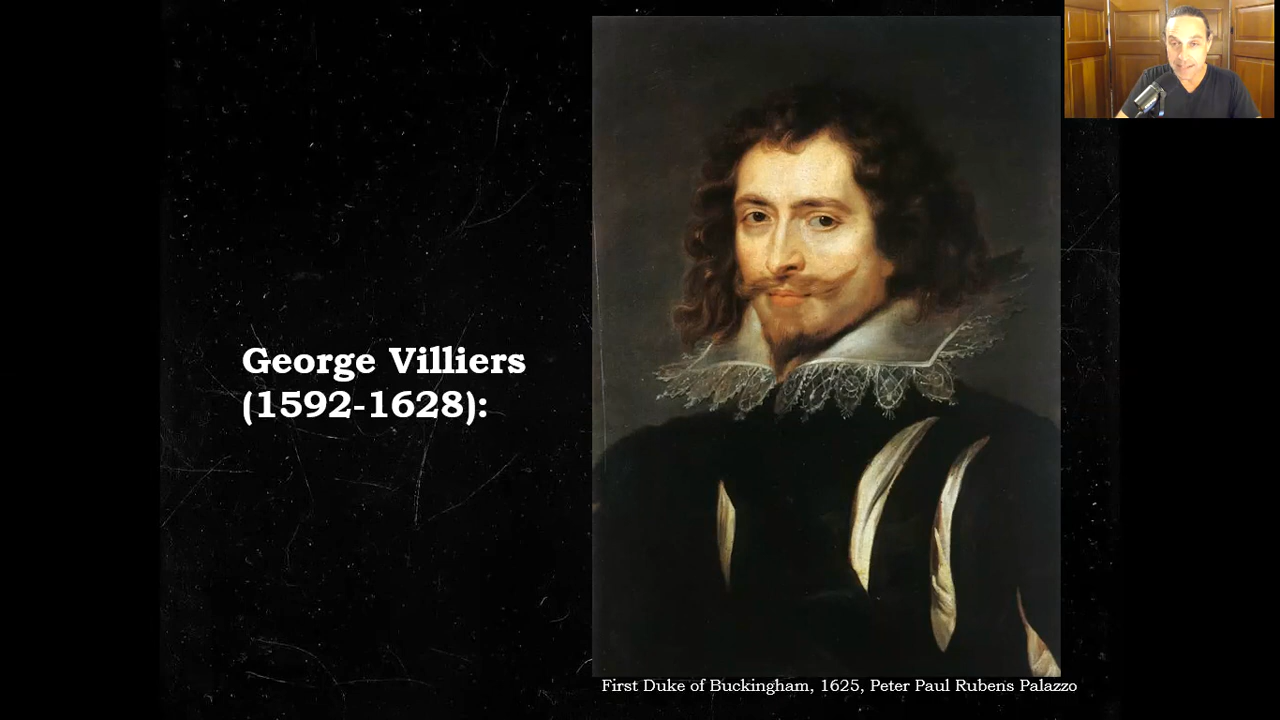 George Villiers
(1592-1628):
First Duke of Buckingham, 1625, Peter Paul Rubens Palazzo